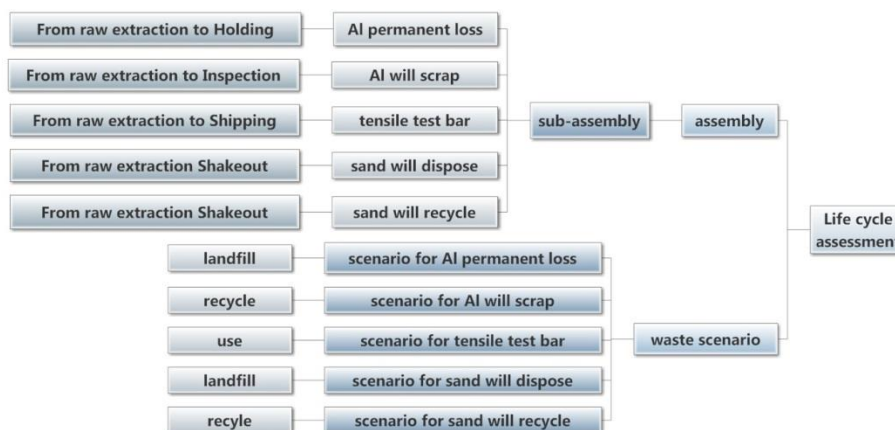 From raw extraction to Holding
Al permanent loss
From raw extraction to Inspection
Al will scrap
From raw extraction to Shipping
tensile test bar
sub-assembly
assembly
From raw extraction Shakeout
sand will dispose
From raw extraction Shakeout
sand will recycle
Life cycle
assessment
landfill
scenario for Al permanent loss
recycle
scenario for Al will scrap
use
scenario for tensile test bar
waste scenario
landfill
scenario for sand will dispose
recyle
scenario for sand will recycle